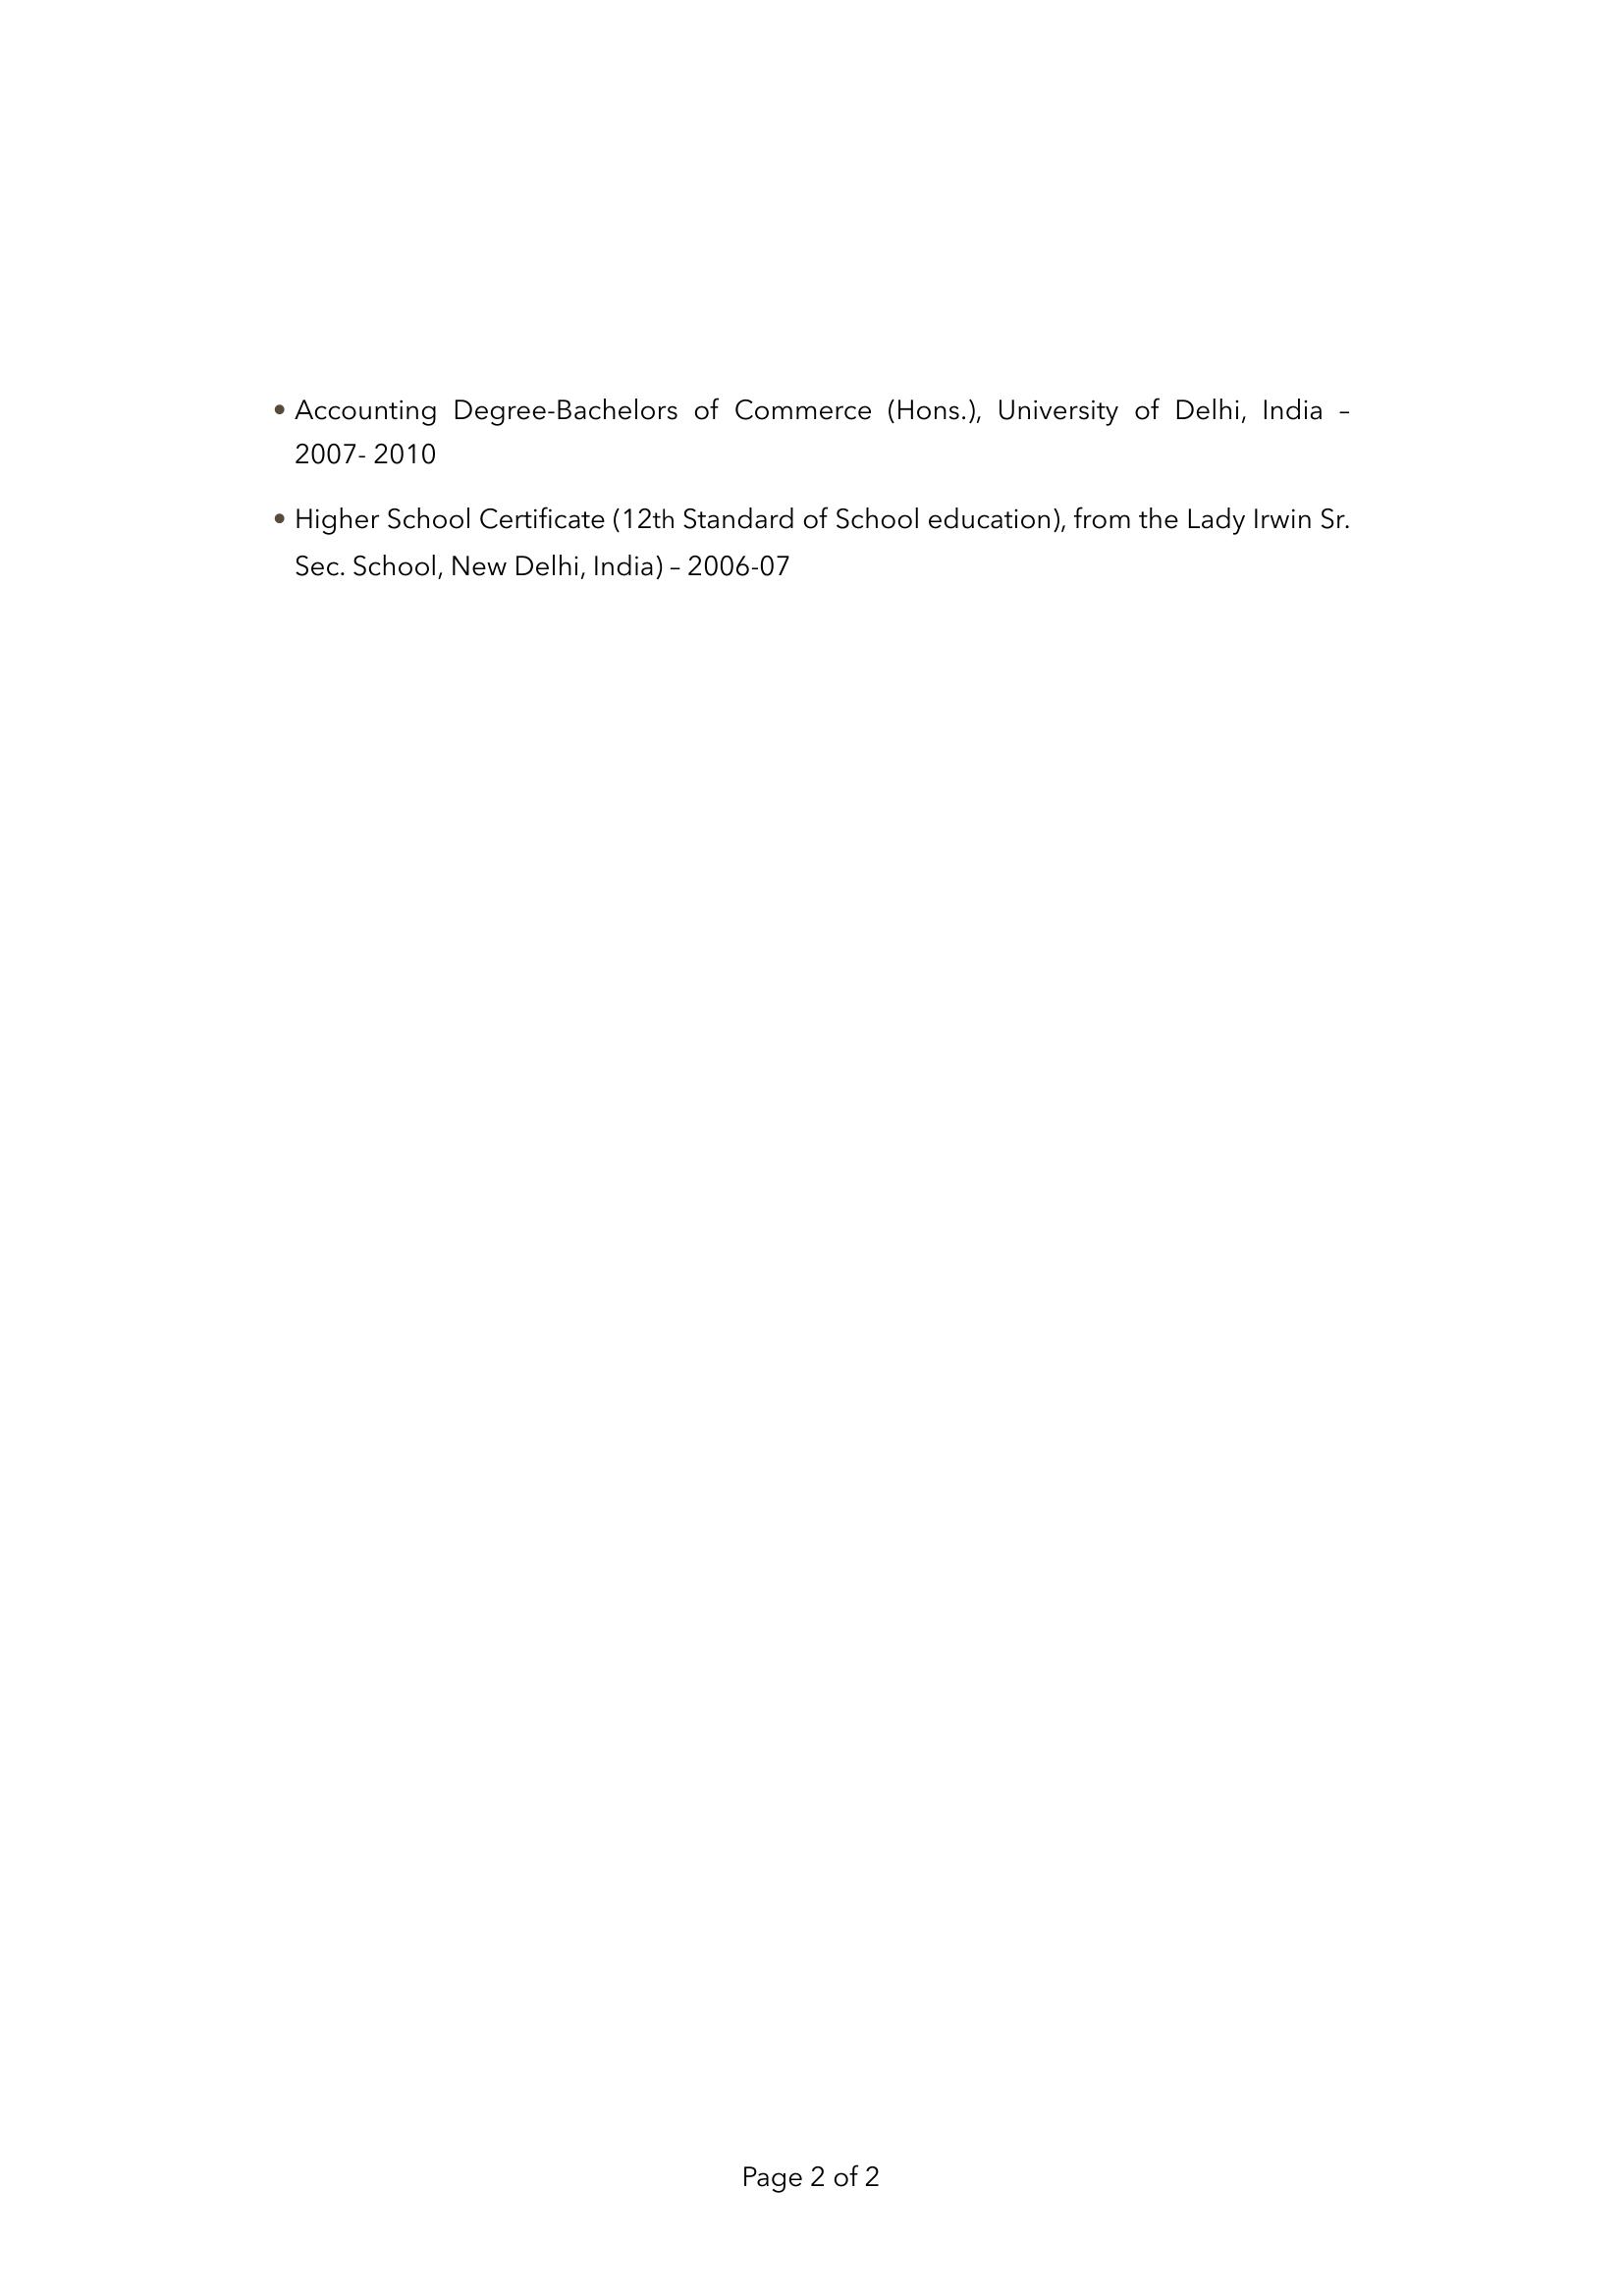 • Accounting Degree-Bachelors of Commerce (Hons.), University of Delhi, India –
2007- 2010
• Higher School Certificate (12th Standard of School education), from the Lady Irwin Sr.
Sec. School, New Delhi, India) – 2006-07
Page 2 of 2